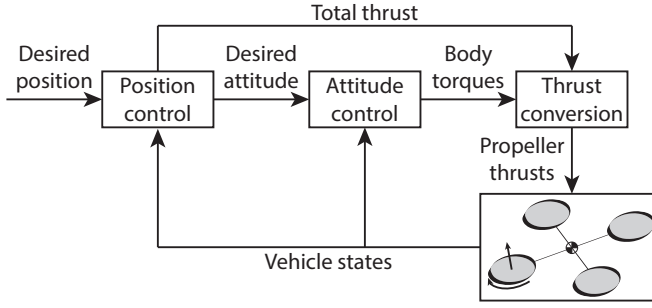 Total thrust
Desired
position
Position
control
Desired
attitude
Attitude
control
Body
torques
Thrust
conversion
Propeller
thrusts
Vehicle states